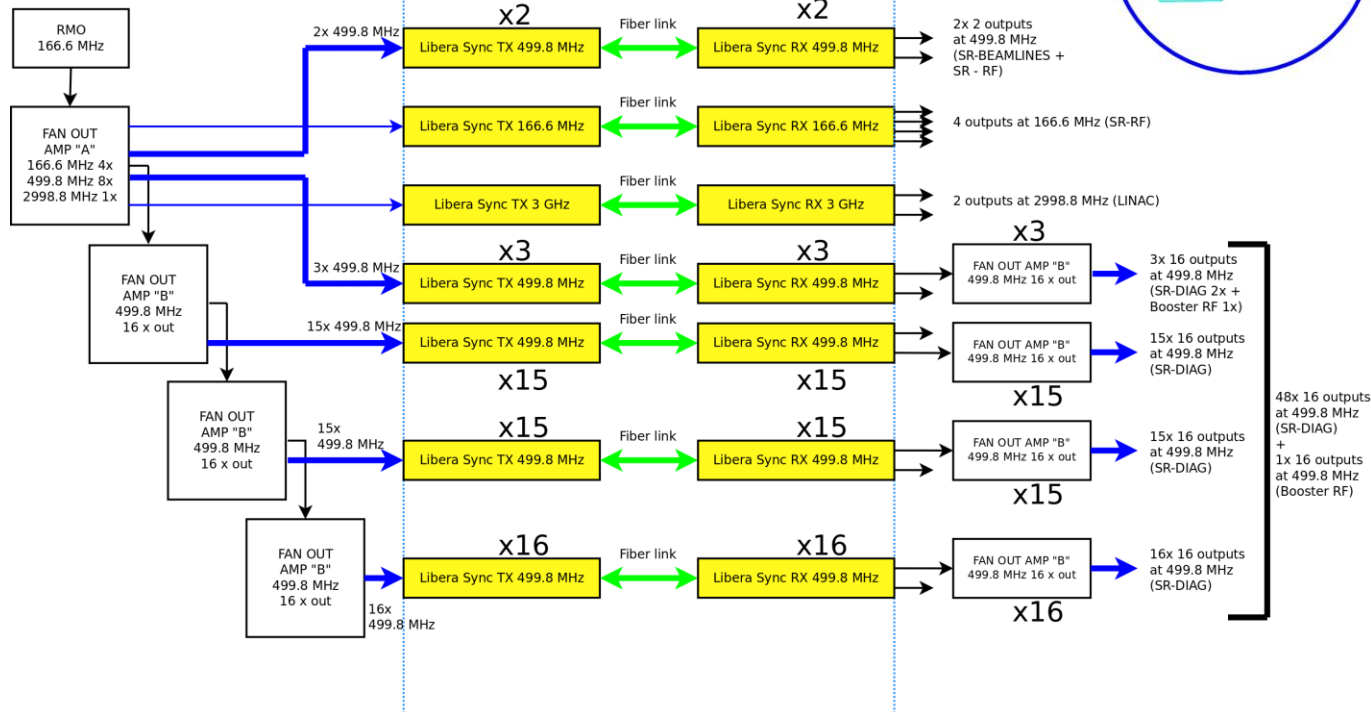 RMO
166.6 MHz
FAN OUT
AMP "A"
166.6 MHz 4x
499.8 MHz 8x
2998.8 MHz 1x
2x 499.8 MHz
x2
Libera Sync TX 499.8 MHz
Fiber link
x2
Libera Sync RX 499.8 MHz
2x 2 outputs
at 499.8 MHz
(SR-BEAMLINES +
SR - RF)
Libera Sync TX 166.6 MHz
Fiber link
Libera Sync RX 166.6 MHz
4 outputs at 166.6 MHz (SR-RF)
Libera Sync TX 3 GHz
Fiber link
Libera Sync RX 3 GHz
2 outputs at 2998.8 MHz (LINAC)
FAN OUT
AMP "B"
499.8 MHz
16 x out
3x 499.8 MHz
x3
Libera Sync TX 499.8 MHz
Fiber link
x3
Libera Sync RX 499.8 MHz
x3
FAN OUT AMP "B"
499.8 MHz 16 x out
3x 16 outputs
at 499.8 MHz
(SR-DIAG 2x +
Booster RF 1x)
15x 499.8 MHz
Libera Sync TX 499.8 MHz
x15
Fiber link
Libera Sync RX 499.8 MHz
x15
FAN OUT AMP "B"
499.8 MHz 16 x out
x15
15x 16 outputs
at 499.8 MHz
(SR-DIAG)
FAN OUT
AMP "B"
499.8 MHz
16 x out
15x
499.8 MHz
x15
Libera Sync TX 499.8 MHz
Fiber link
x15
Libera Sync RX 499.8 MHz
FAN OUT AMP "B"
499.8 MHz 16 x out
x15
15x 16 outputs
at 499.8 MHz
(SR-DIAG)
FAN OUT
AMP "B"
499.8 MHz
16 x out
16x
499.8 MHz
x16
Libera Sync TX 499.8 MHz
Fiber link
x16
Libera Sync RX 499.8 MHz
FAN OUT AMP "B"
499.8 MHz 16 x out
x16
16x 16 outputs
at 499.8 MHz
(SR-DIAG)
48x 16 outputs
at 499.8 MHz
(SR-DIAG)
+
1x 16 outputs
at 499.8 MHz
(Booster RF)